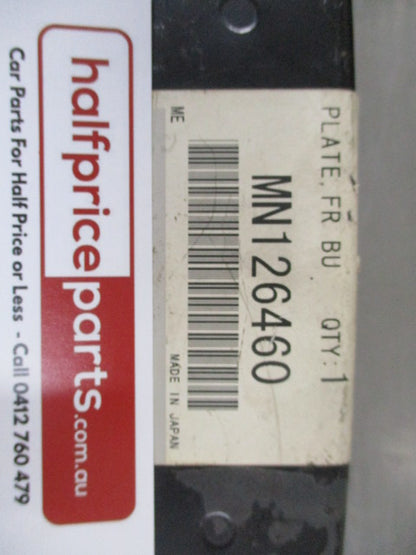 PLATE, FR BU QTY: 1
MN126460
ME MADE IN JAPAN
halfpriceparts.com.au
Car Parts For Half Price or Less - Call 0412 760 479